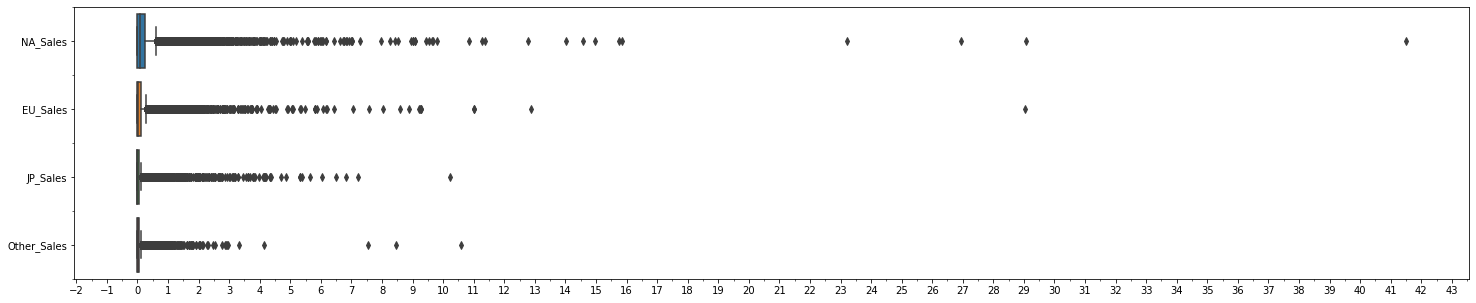 NA_Sales
EU_Sales
JP_Sales
Other_Sales
−2 −1 0 1 2 3 4 5 6 7 8 9 10 11 12 13 14 15 16 17 18 19 20 21 22 23 24 25 26 27 28 29 30 31 32 33 34 35 36 37 38 39 40 41 42 43